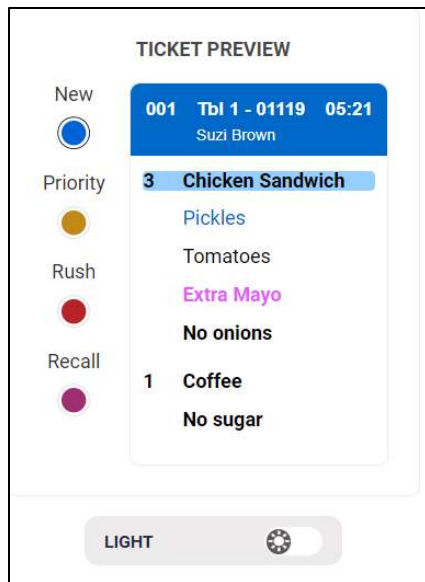 TICKET PREVIEW
New
Priority
Rush
Recall
001 Tbl 1 - 01119 05:21
Suzi Brown
3 Chicken Sandwich
Pickles
Tomatoes
Extra Mayo
No onions
1 Coffee
No sugar
LIGHT